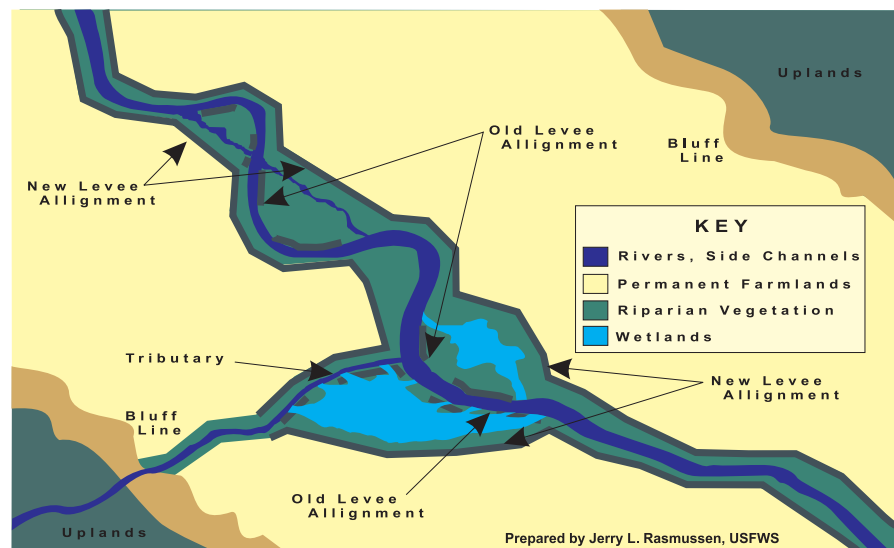 Uplands
Old Levee
Allignment
Bluff
Line
New Levee
Allignment
KEY
Rivers, Side Channels
Permanent Farmlands
Riparian Vegetation
Wetlands
Tributary
New Levee
Allignment
Bluff
Line
Old Levee
Allignment
Uplands
Prepared by Jerry L. Rasmussen, USFWS